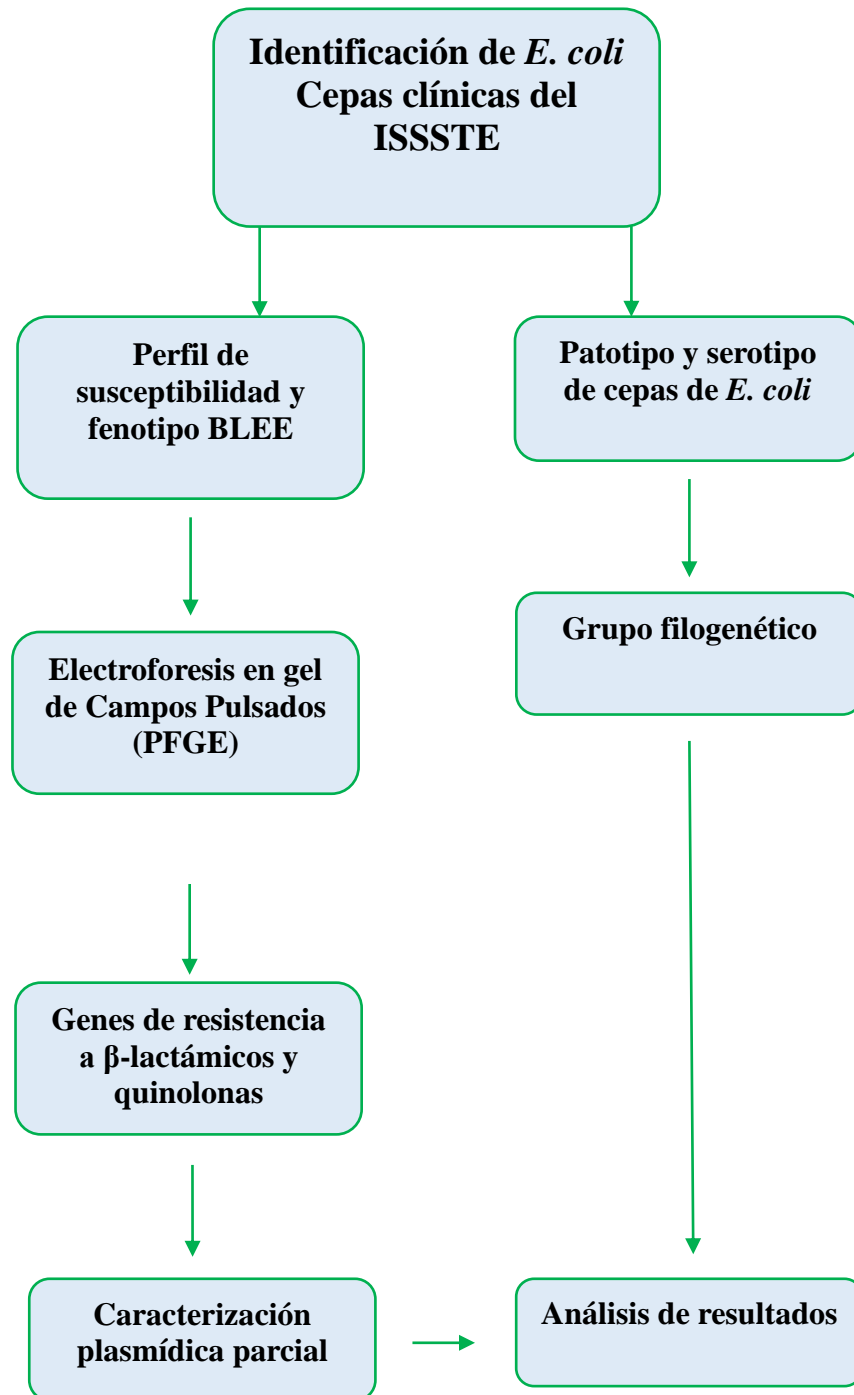 Identificación de E. coli
Cepas clínicas del
ISSSTE
Perfil de
susceptibilidad y
fenotipo BLEE
Patotipo y serotipo
de cepas de E. coli
Electroforesis en gel
de Campos Pulsados
(PFGE)
Grupo filogenético
Genes de resistencia
a β-lactámicos y
quinolonas
Caracterización
plasmídica parcial
Análisis de resultados